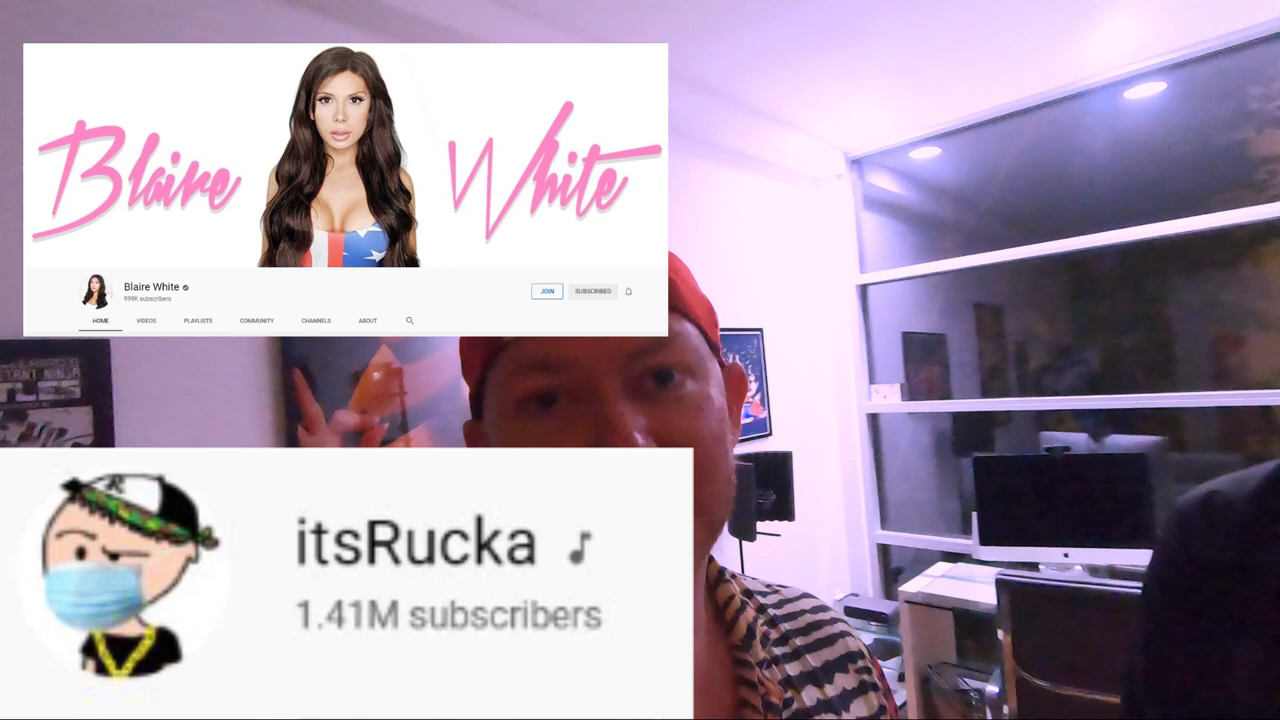 Blaire White
Blaire White
999K subscribers
JOIN
SUBSCRIBED
HOME
VIDEOS
PLAYLISTS
COMMUNITY
CHANNELS
ABOUT
itsRucka
1.41M subscribers